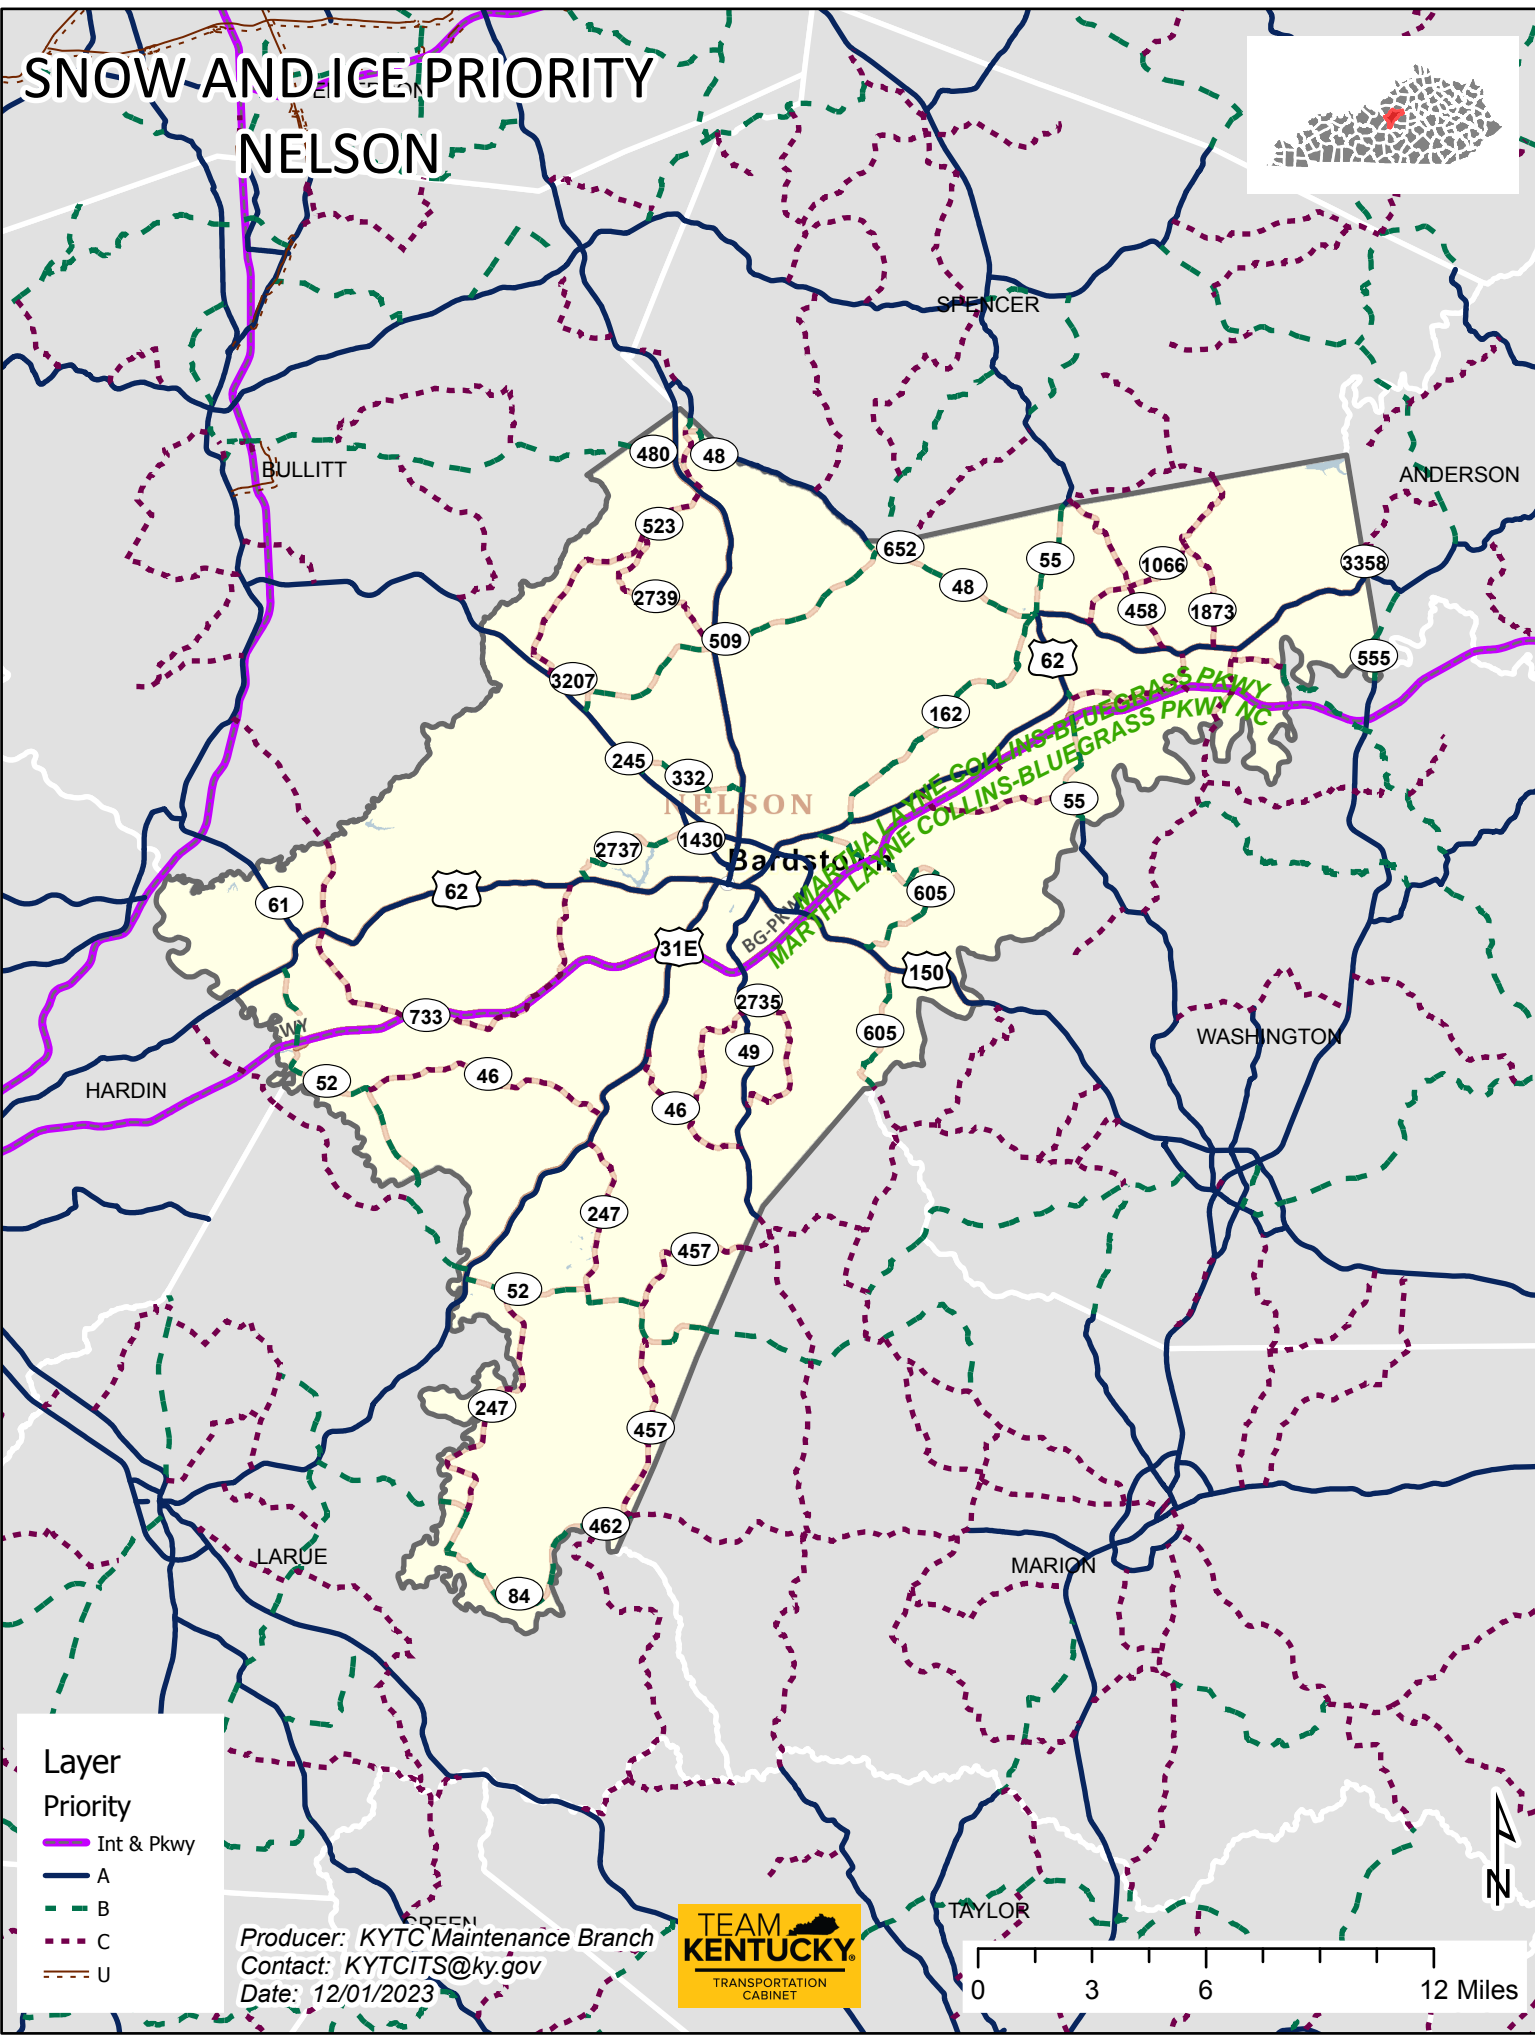 SNOW AND ICE PRIORITY
NELSON
SPENCER
BULLITT
ANDERSON
480
48
523
652
55
1066
3358
48
2739
458
1873
509
62
555
3207
162
MARTHA LAYNE COLLINS-BLUEGRASS PKWY
MARTHA LAYNE COLLINS-BLUEGRASS PKWY NC
245
332
NELSON
55
1430
2737
Bardstown
62
605
61
BG-PKWY
31E
150
2735
733
WY
605
49
WASHINGTON
46
52
HARDIN
46
247
457
52
247
457
462
LARUE
MARION
84
Layer
Priority
Int & Pkwy
A
B
C
U
GREEN
TAYLOR
N
Producer: KYTC Maintenance Branch
Contact: KYTCITS@ky.gov
Date: 12/01/2023
TEAM
KENTUCKY®
TRANSPORTATION
CABINET
0 3 6 12 Miles